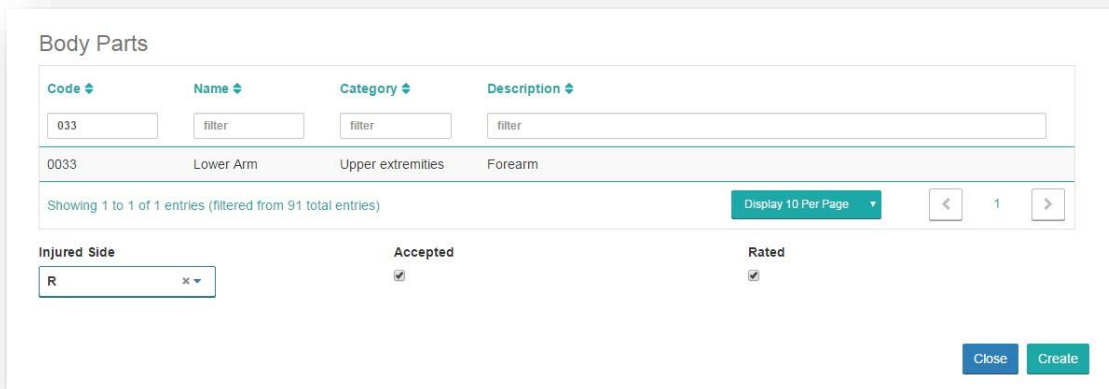 Body Parts
Code Name Category Description
033 filter filter filter
0033 Lower Arm Upper extremities Forearm
Showing 1 to 1 of 1 entries (filtered from 91 total entries) Display 10 Per Page < 1 >
Injured Side Accepted Rated
R ×
Close Create